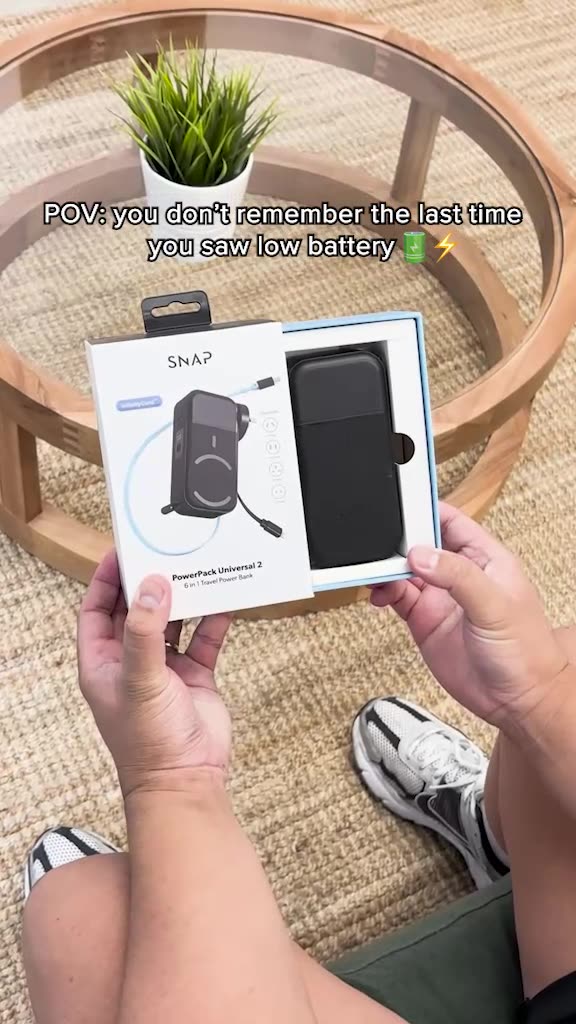 POV: you don't remember the last time
you saw low battery🔋⚡
SNAP
PowerPack Universal 2
6 in 1 Travel Power Bank